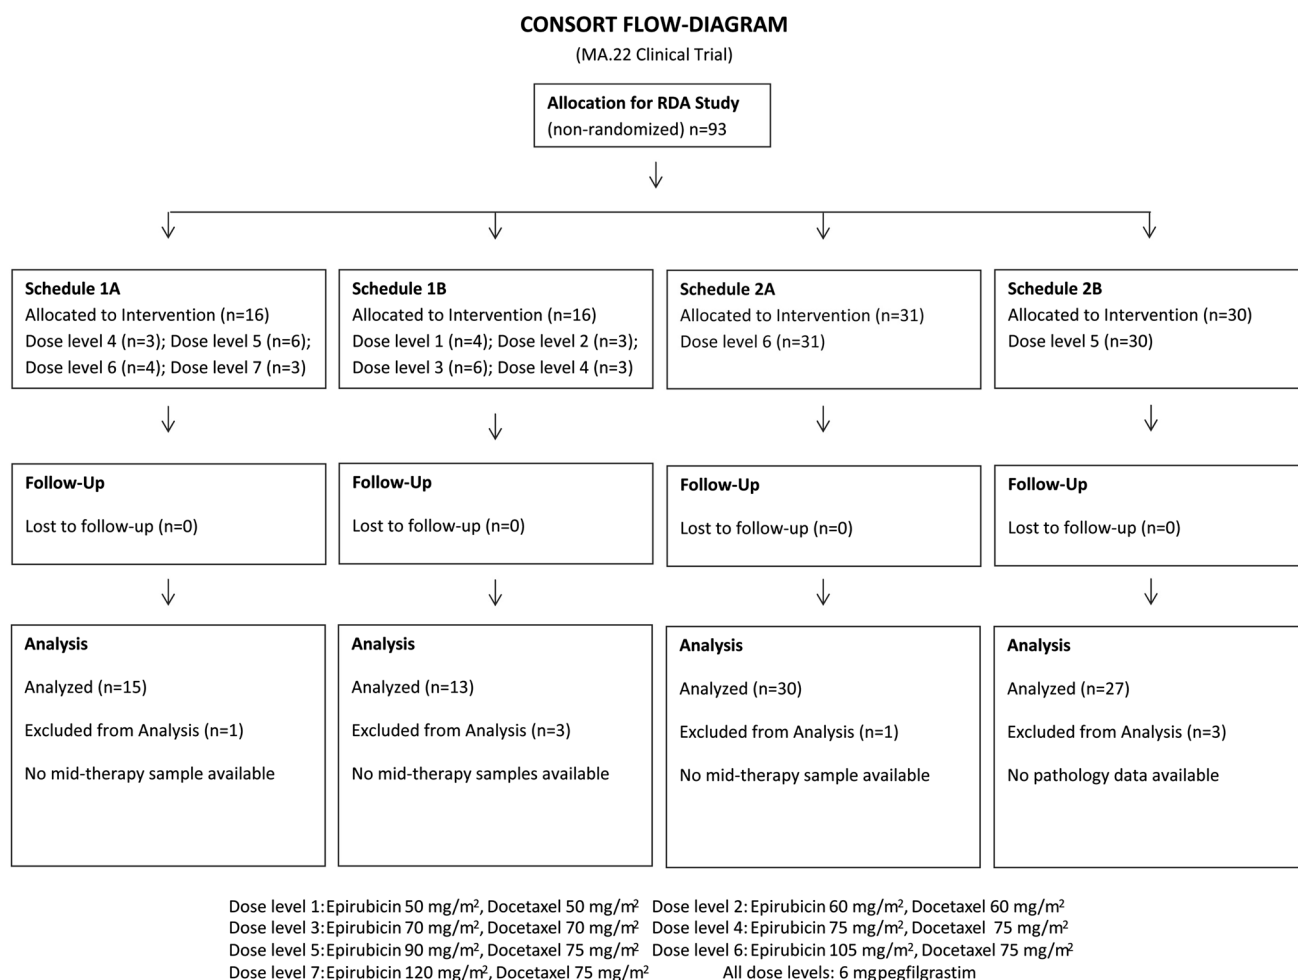 CONSORT FLOW-DIAGRAM
(MA.22 Clinical Trial)
Allocation for RDA Study
(non-randomized) n=93
Schedule 1A
Allocated to Intervention (n=16)
Dose level 4 (n=3); Dose level 5 (n=6);
Dose level 6 (n=4); Dose level 7 (n=3)
Schedule 1B
Allocated to Intervention (n=16)
Dose level 1 (n=4); Dose level 2 (n=3);
Dose level 3 (n=6); Dose level 4 (n=3)
Schedule 2A
Allocated to Intervention (n=31)
Dose level 6 (n=31)
Schedule 2B
Allocated to Intervention (n=30)
Dose level 5 (n=30)
Follow-Up
Lost to follow-up (n=0)
Follow-Up
Lost to follow-up (n=0)
Follow-Up
Lost to follow-up (n=0)
Follow-Up
Lost to follow-up (n=0)
Analysis
Analyzed (n=15)
Excluded from Analysis (n=1)
No mid-therapy sample available
Analysis
Analyzed (n=13)
Excluded from Analysis (n=3)
No mid-therapy samples available
Analysis
Analyzed (n=30)
Excluded from Analysis (n=1)
No mid-therapy sample available
Analysis
Analyzed (n=27)
Excluded from Analysis (n=3)
No pathology data available
Dose level 1: Epirubicin 50 mg/m², Docetaxel 50 mg/m² Dose level 2: Epirubicin 60 mg/m², Docetaxel 60 mg/m²
Dose level 3: Epirubicin 70 mg/m², Docetaxel 70 mg/m² Dose level 4: Epirubicin 75 mg/m², Docetaxel 75 mg/m²
Dose level 5: Epirubicin 90 mg/m², Docetaxel 75 mg/m² Dose level 6: Epirubicin 105 mg/m², Docetaxel 75 mg/m²
Dose level 7: Epirubicin 120 mg/m², Docetaxel 75 mg/m² All dose levels: 6 mgpegfilgrastim